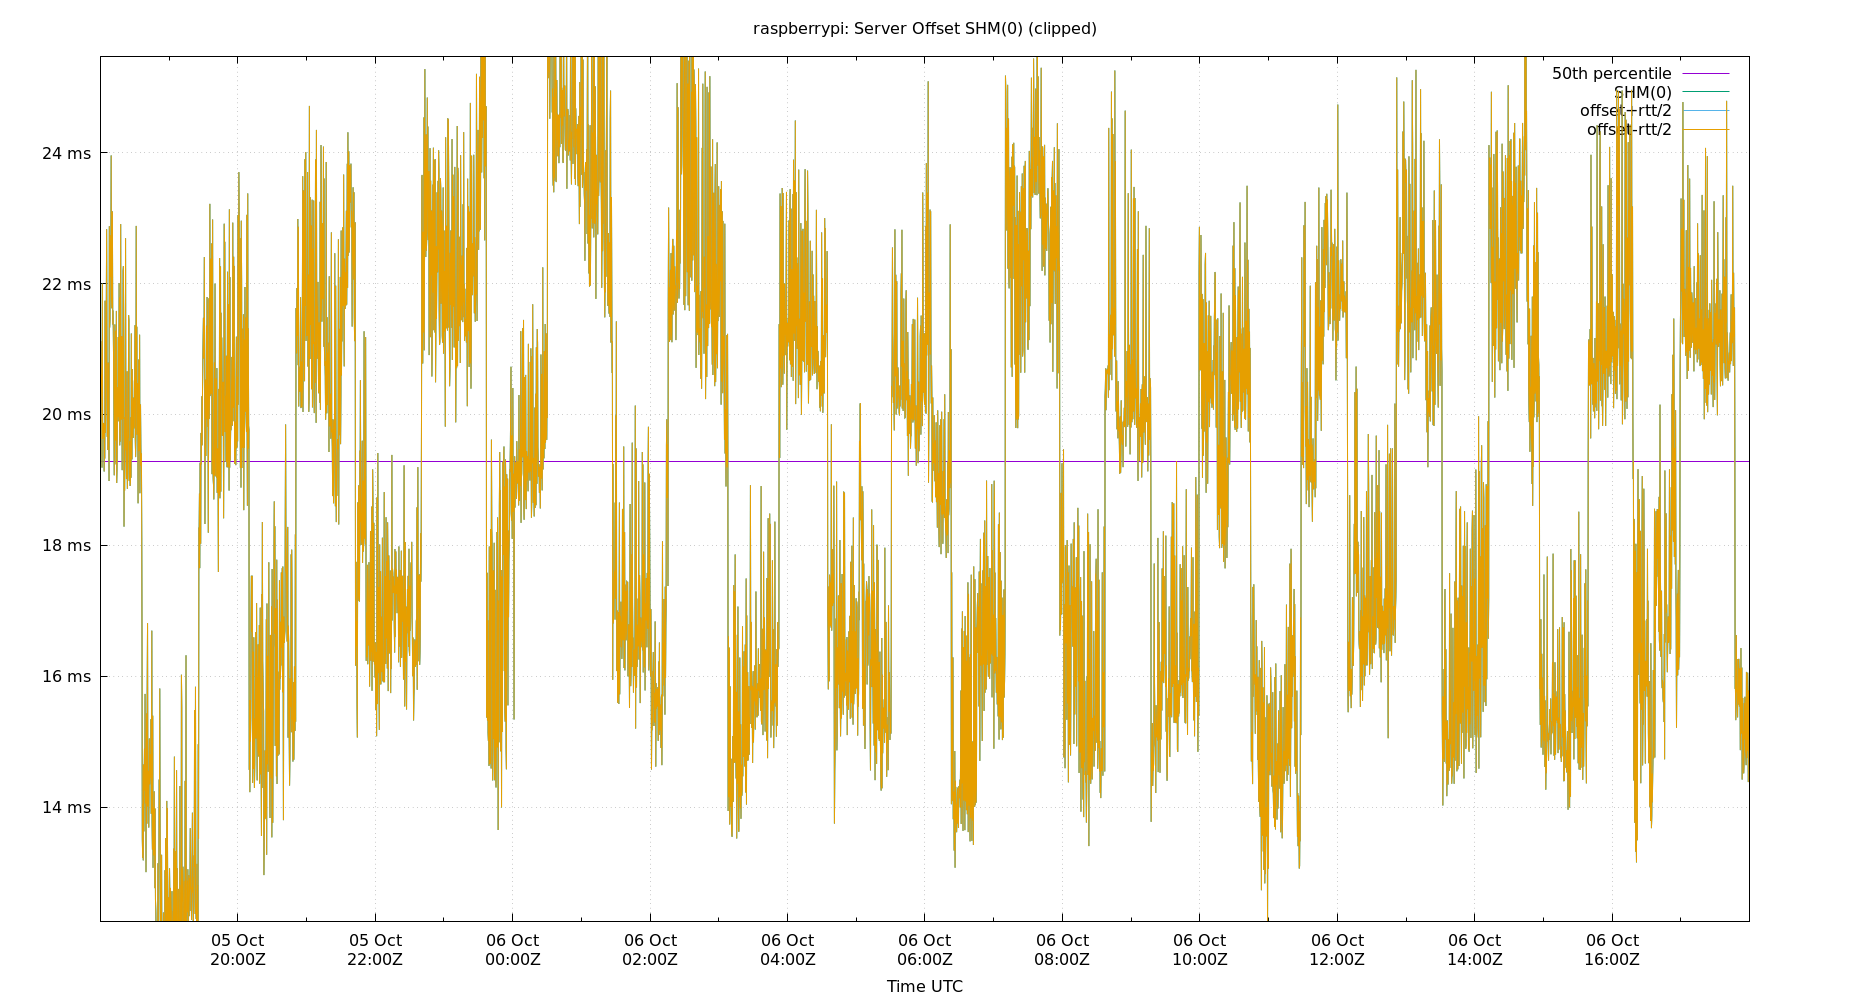 raspberrypi: Server Offset SHM(0) (clipped)
50th percentile
SHM(0)
offset+rtt/2
offset-rtt/2
24 ms
22 ms
20 ms
18 ms
16 ms
14 ms
05 Oct 05 Oct 06 Oct 06 Oct 06 Oct 06 Oct 06 Oct 06 Oct 06 Oct 06 Oct 06 Oct
20:00Z 22:00Z 00:00Z 02:00Z 04:00Z 06:00Z 08:00Z 10:00Z 12:00Z 14:00Z 16:00Z
Time UTC